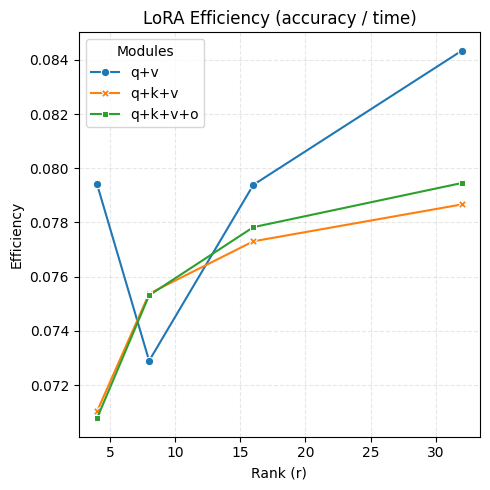 LoRA Efficiency (accuracy / time)
Modules
q+v
q+k+v
q+k+v+o
Efficiency
0.084
0.082
0.080
0.078
0.076
0.074
0.072
5
10
15
20
25
30
Rank (r)